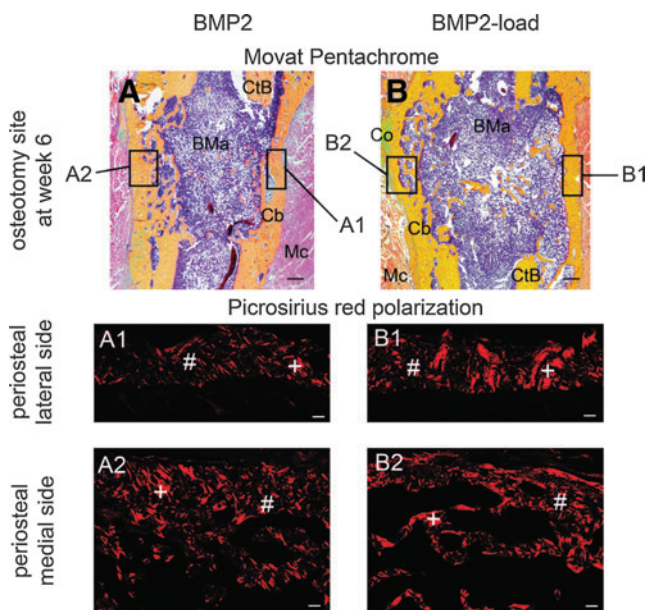 BMP2 BMP2-load
Movat Pentachrome
osteotomy site
at week 6
A CtB BMa A2 A1 Cb Mc
B Co BMa B2 B1 Cb Mc CtB
Picrosirius red polarization
periosteal
lateral side
A1 # +
B1 # +
periosteal
medial side
A2 + #
B2 + #